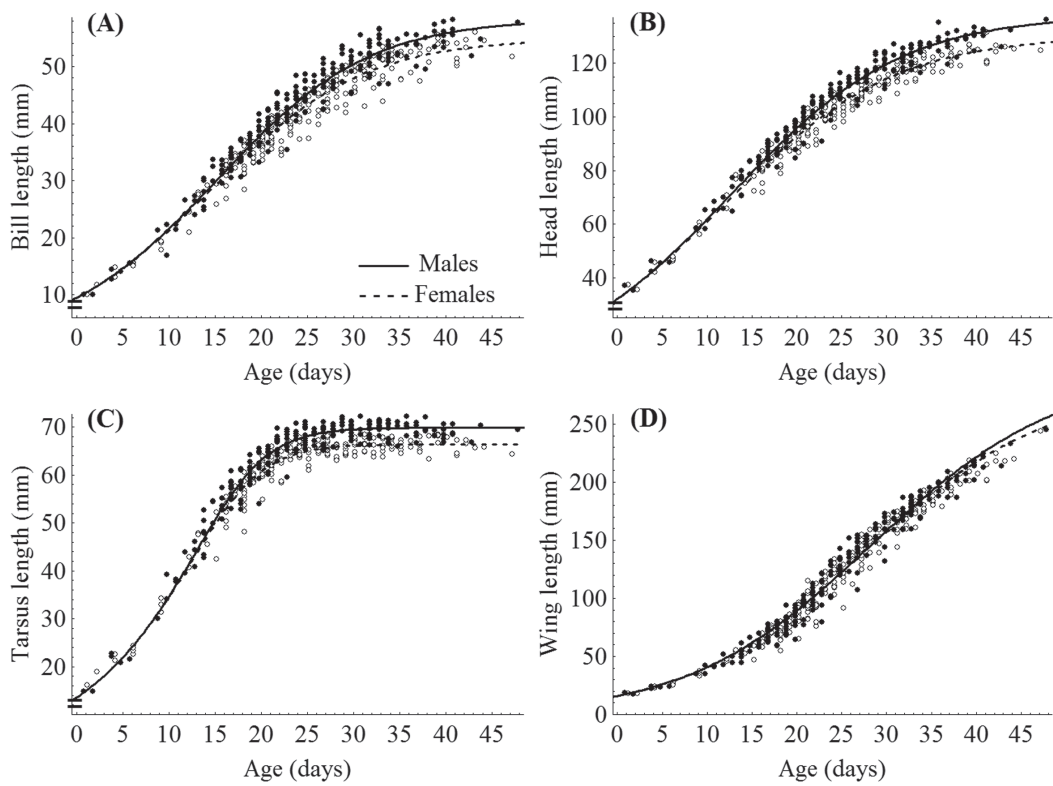 (A)
Bill length (mm)
50
40
30
20
10
Males
Females
0 5 10 15 20 25 30 35 40 45
Age (days)
(B)
Head length (mm)
120
100
80
60
40
0 5 10 15 20 25 30 35 40 45
Age (days)
(C)
Tarsus length (mm)
70
60
50
40
30
20
0 5 10 15 20 25 30 35 40 45
Age (days)
(D)
Wing length (mm)
250
200
150
100
50
0
0 5 10 15 20 25 30 35 40 45
Age (days)